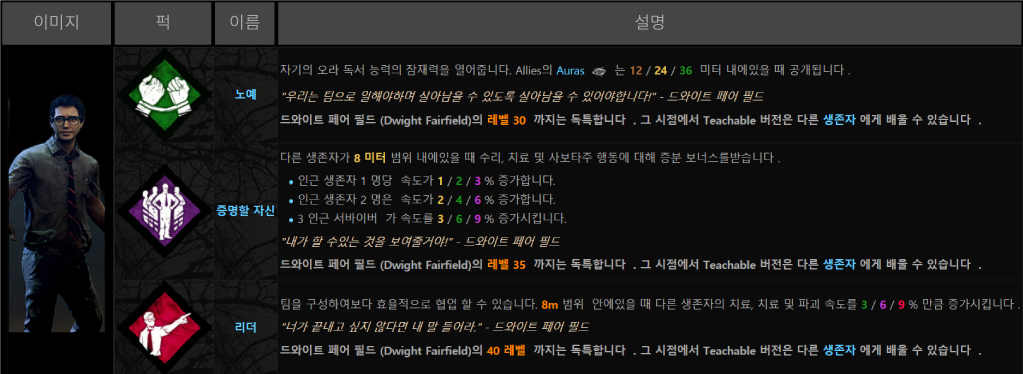 이미지 퍽 이름 설명
자기의 오라 독서 능력의 잠재력을 열어줍니다. Allies의 Auras 는 12 / 24 / 36 미터 내에있을 때 공개됩니다 .
노예
"우리는 팀으로 일해야하며 살아남을 수 있도록 살아남을 수 있어야합니다!" - 드와이트 페어 필드
드와이트 페어 필드 (Dwight Fairfield)의 레벨 30 까지는 독특합니다 . 그 시점에서 Teachable 버전은 다른 생존자 에게 배울 수 있습니다 .
다른 생존자가 8 미터 범위 내에있을 때 수리, 치료 및 사보타주 행동에 대해 증분 보너스를받습니다 .
• 인근 생존자 1 명당 속도가 1 / 2 / 3 % 증가합니다.
• 인근 생존자 2 명은 속도가 2 / 4 / 6 % 증가합니다.
증명할 자신
• 3 인근 서바이버 가 속도를 3 / 6 / 9 % 증가시킵니다.
"내가 할 수있는 것을 보여줄거야!" - 드와이트 페어 필드
드와이트 페어 필드 (Dwight Fairfield)의 레벨 35 까지는 독특합니다 . 그 시점에서 Teachable 버전은 다른 생존자 에게 배울 수 있습니다 .
팀을 구성하여보다 효율적으로 협업 할 수 있습니다. 8m 범위 안에있을 때 다른 생존자의 치료, 치료 및 파괴 속도를 3 / 6 / 9 % 만큼 증가시킵니다 .
리더
"너가 끝내고 싶지 않다면 내 말 들어라." - 드와이트 페어 필드
드와이트 페어 필드 (Dwight Fairfield)의 40 레벨 까지는 독특합니다 . 그 시점에서 Teachable 버전은 다른 생존자 에게 배울 수 있습니다 .